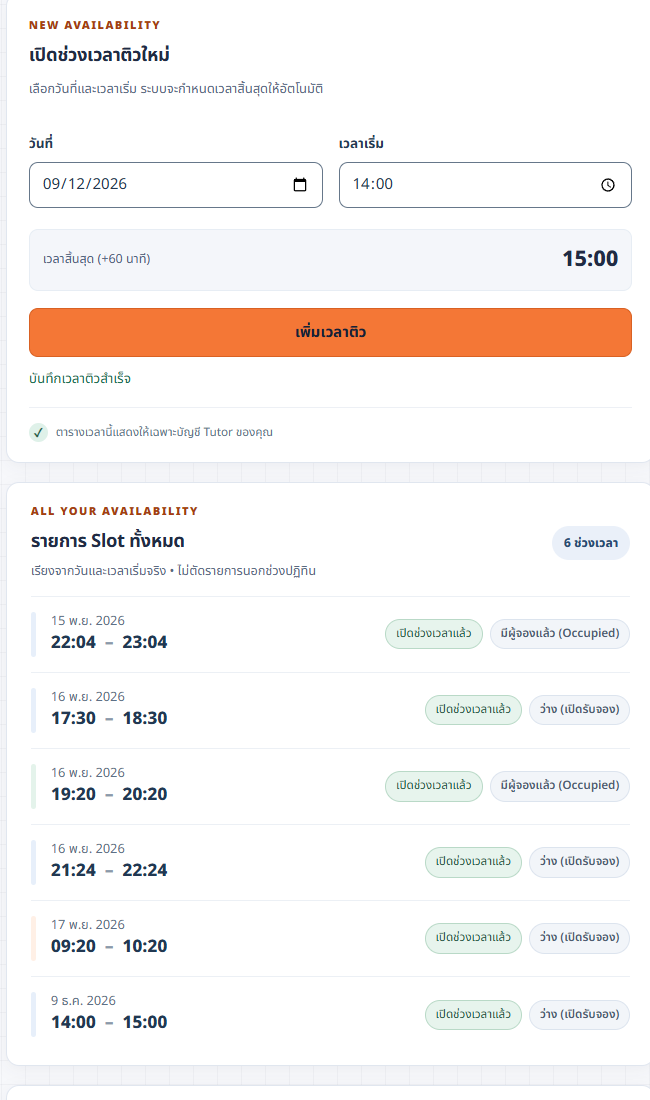 NEW AVAILABILITY
เปิดช่วงเวลาติวใหม่
เลือกวันที่และเวลาเริ่ม ระบบจะกำหนดเวลาสิ้นสุดให้อัตโนมัติ
วันที่ เวลาเริ่ม
09/12/2026 14:00
เวลาสิ้นสุด (+60 นาที) 15:00
เพิ่มเวลาติว
บันทึกเวลาติวสำเร็จ
ตารางเวลานี้แสดงให้เฉพาะบัญชี Tutor ของคุณ
ALL YOUR AVAILABILITY
รายการ Slot ทั้งหมด
6 ช่วงเวลา
เรียงจากวันและเวลาเริ่มจริง • ไม่ตัดรายการนอกช่วงปฏิทิน
15 พ.ย. 2026
22:04 – 23:04 เปิดช่วงเวลาแล้ว มีผู้จองแล้ว (Occupied)
16 พ.ย. 2026
17:30 – 18:30 เปิดช่วงเวลาแล้ว ว่าง (เปิดรับจอง)
16 พ.ย. 2026
19:20 – 20:20 เปิดช่วงเวลาแล้ว มีผู้จองแล้ว (Occupied)
16 พ.ย. 2026
21:24 – 22:24 เปิดช่วงเวลาแล้ว ว่าง (เปิดรับจอง)
17 พ.ย. 2026
09:20 – 10:20 เปิดช่วงเวลาแล้ว ว่าง (เปิดรับจอง)
9 ธ.ค. 2026
14:00 – 15:00 เปิดช่วงเวลาแล้ว ว่าง (เปิดรับจอง)